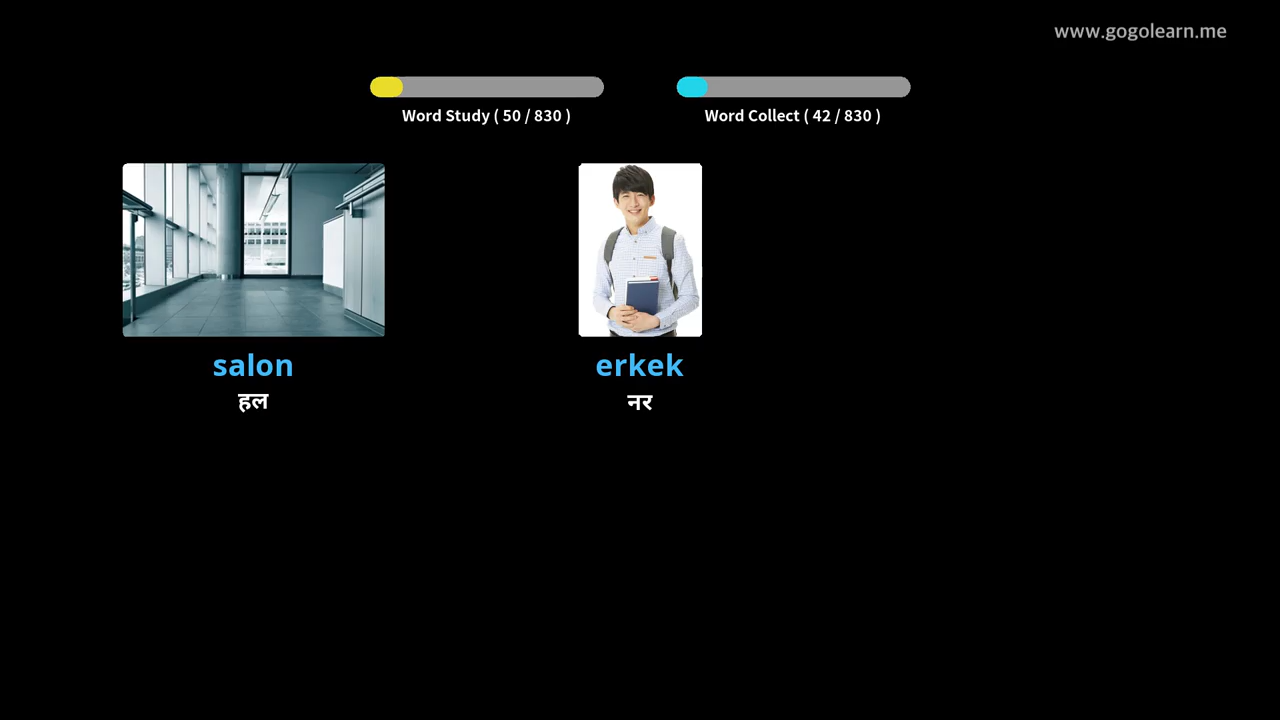 www.gogolearn.me
Word Study ( 50 / 830 )
Word Collect ( 42 / 830 )
salon
हल
erkek
नर